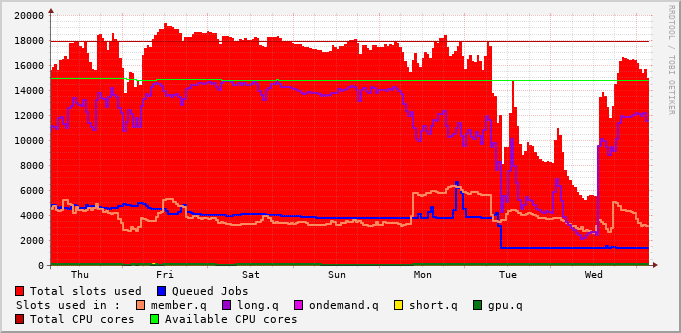 20000
18000
16000
14000
12000
10000
8000
6000
4000
2000
0
Thu Fri Sat Sun Mon Tue Wed
RRDTOOL / TOBI OETIKER
Total slots used Queued Jobs
Slots used in : member.q long.q ondemand.q short.q gpu.q
Total CPU cores Available CPU cores